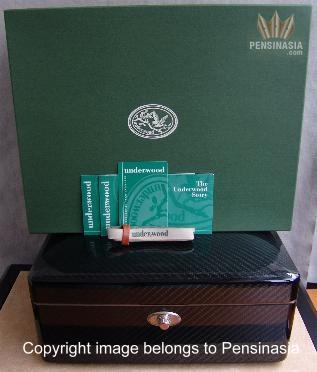 PENSINASIA
.com
underwood
underwood
underwood
The
Underwood
Story
underwood
Copyright image belongs to Pensinasia